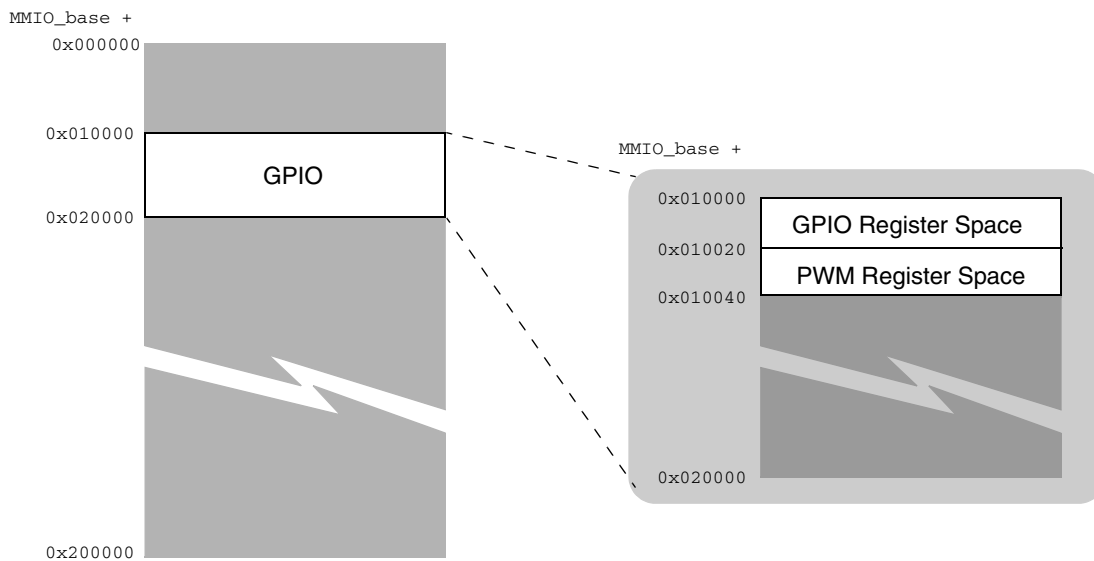 MMIO_base +
0x000000
0x010000
GPIO
0x020000
0x200000
MMIO_base +
0x010000
GPIO Register Space
0x010020
PWM Register Space
0x010040
0x020000